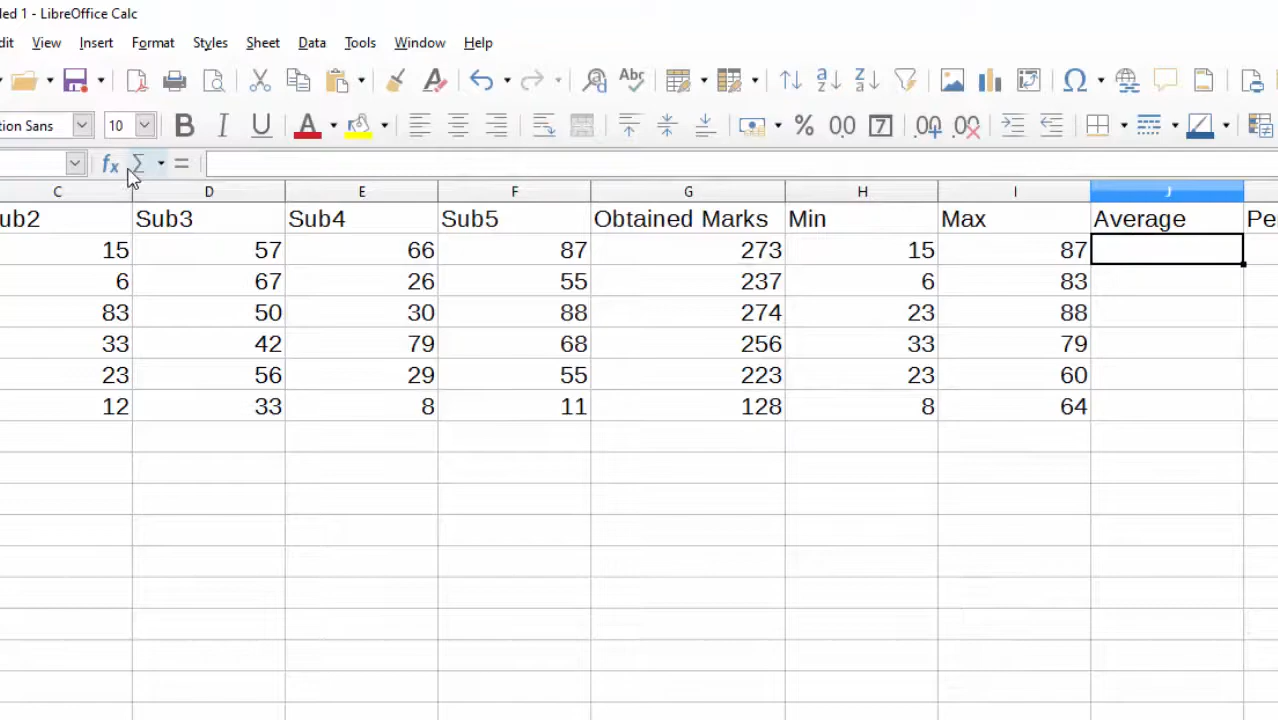 led 1 - LibreOffice Calc
dit View Insert Format Styles Sheet Data Tools Window Help
tion Sans 10
C D E F G H I J
ub2 Sub3 Sub4 Sub5 Obtained Marks Min Max Average Pe
15 57 66 87 273 15 87
6 67 26 55 237 6 83
83 50 30 88 274 23 88
33 42 79 68 256 33 79
23 56 29 55 223 23 60
12 33 8 11 128 8 64